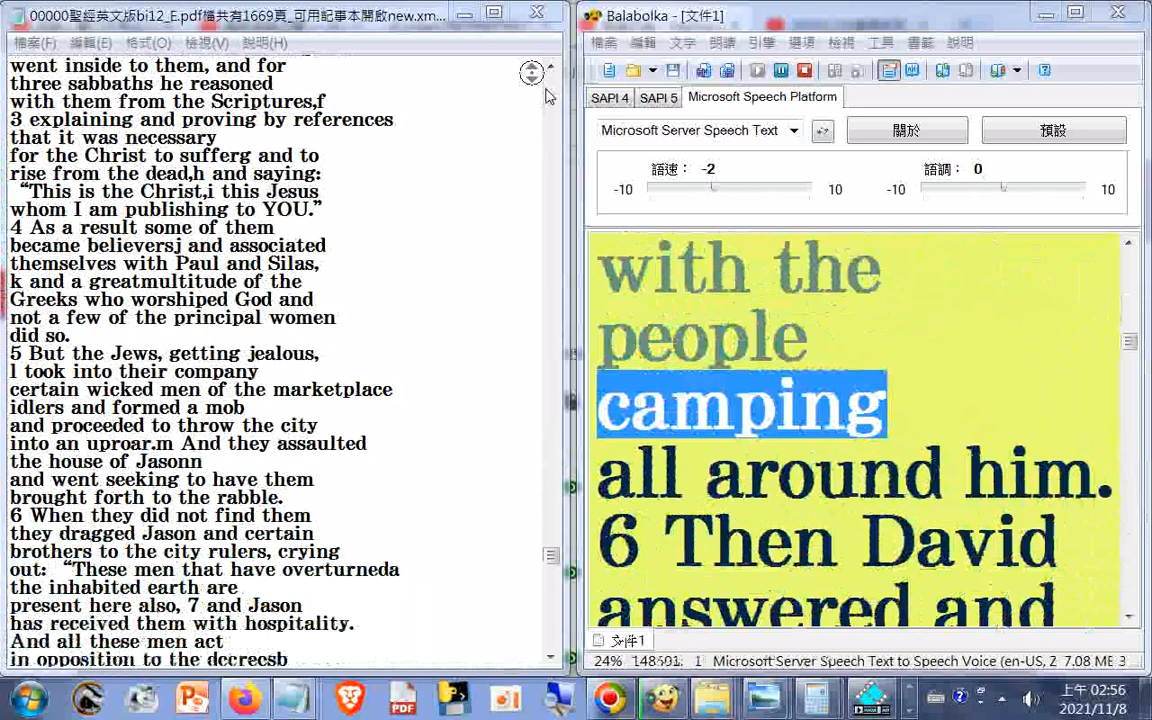 00000聖經英文版bi12_E.pdf檔共有1669頁_可用記事本開啟new.xm...
檔案(F) 編輯(E) 格式(O) 檢視(V) 說明(H)
went inside to them, and for
three sabbaths he reasoned
with them from the Scriptures,f
3 explaining and proving by references
that it was necessary
for the Christ to sufferg and to
rise from the dead,h and saying:
“This is the Christ,i this Jesus
whom I am publishing to YOU.”
4 As a result some of them
became believersj and associated
themselves with Paul and Silas,
k and a greatmultitude of the
Greeks who worshiped God and
not a few of the principal women
did so.
5 But the Jews, getting jealous,
l took into their company
certain wicked men of the marketplace
idlers and formed a mob
and proceeded to throw the city
into an uproar.m And they assaulted
the house of Jasonn
and went seeking to have them
brought forth to the rabble.
6 When they did not find them
they dragged Jason and certain
brothers to the city rulers, crying
out: “These men that have overturneda
the inhabited earth are
present here also, 7 and Jason
has received them with hospitality.
And all these men act
in opposition to the decreesb
Balabolka - [文件1]
檔案 編輯 文字 朗讀 引擎 選項 檢視 工具 書籤 說明
SAPI 4 SAPI 5 Microsoft Speech Platform
Microsoft Server Speech Text 關於 預設
語速： -2 語調： 0
-10 10 -10 10
with the
people
camping
all around him.
6 Then David
answered and
文件1
24% 148501, 1 Microsoft Server Speech Text to Speech Voice (en-US, 2 7.08 MB 3
PDF
上午 02:56
2021/11/8